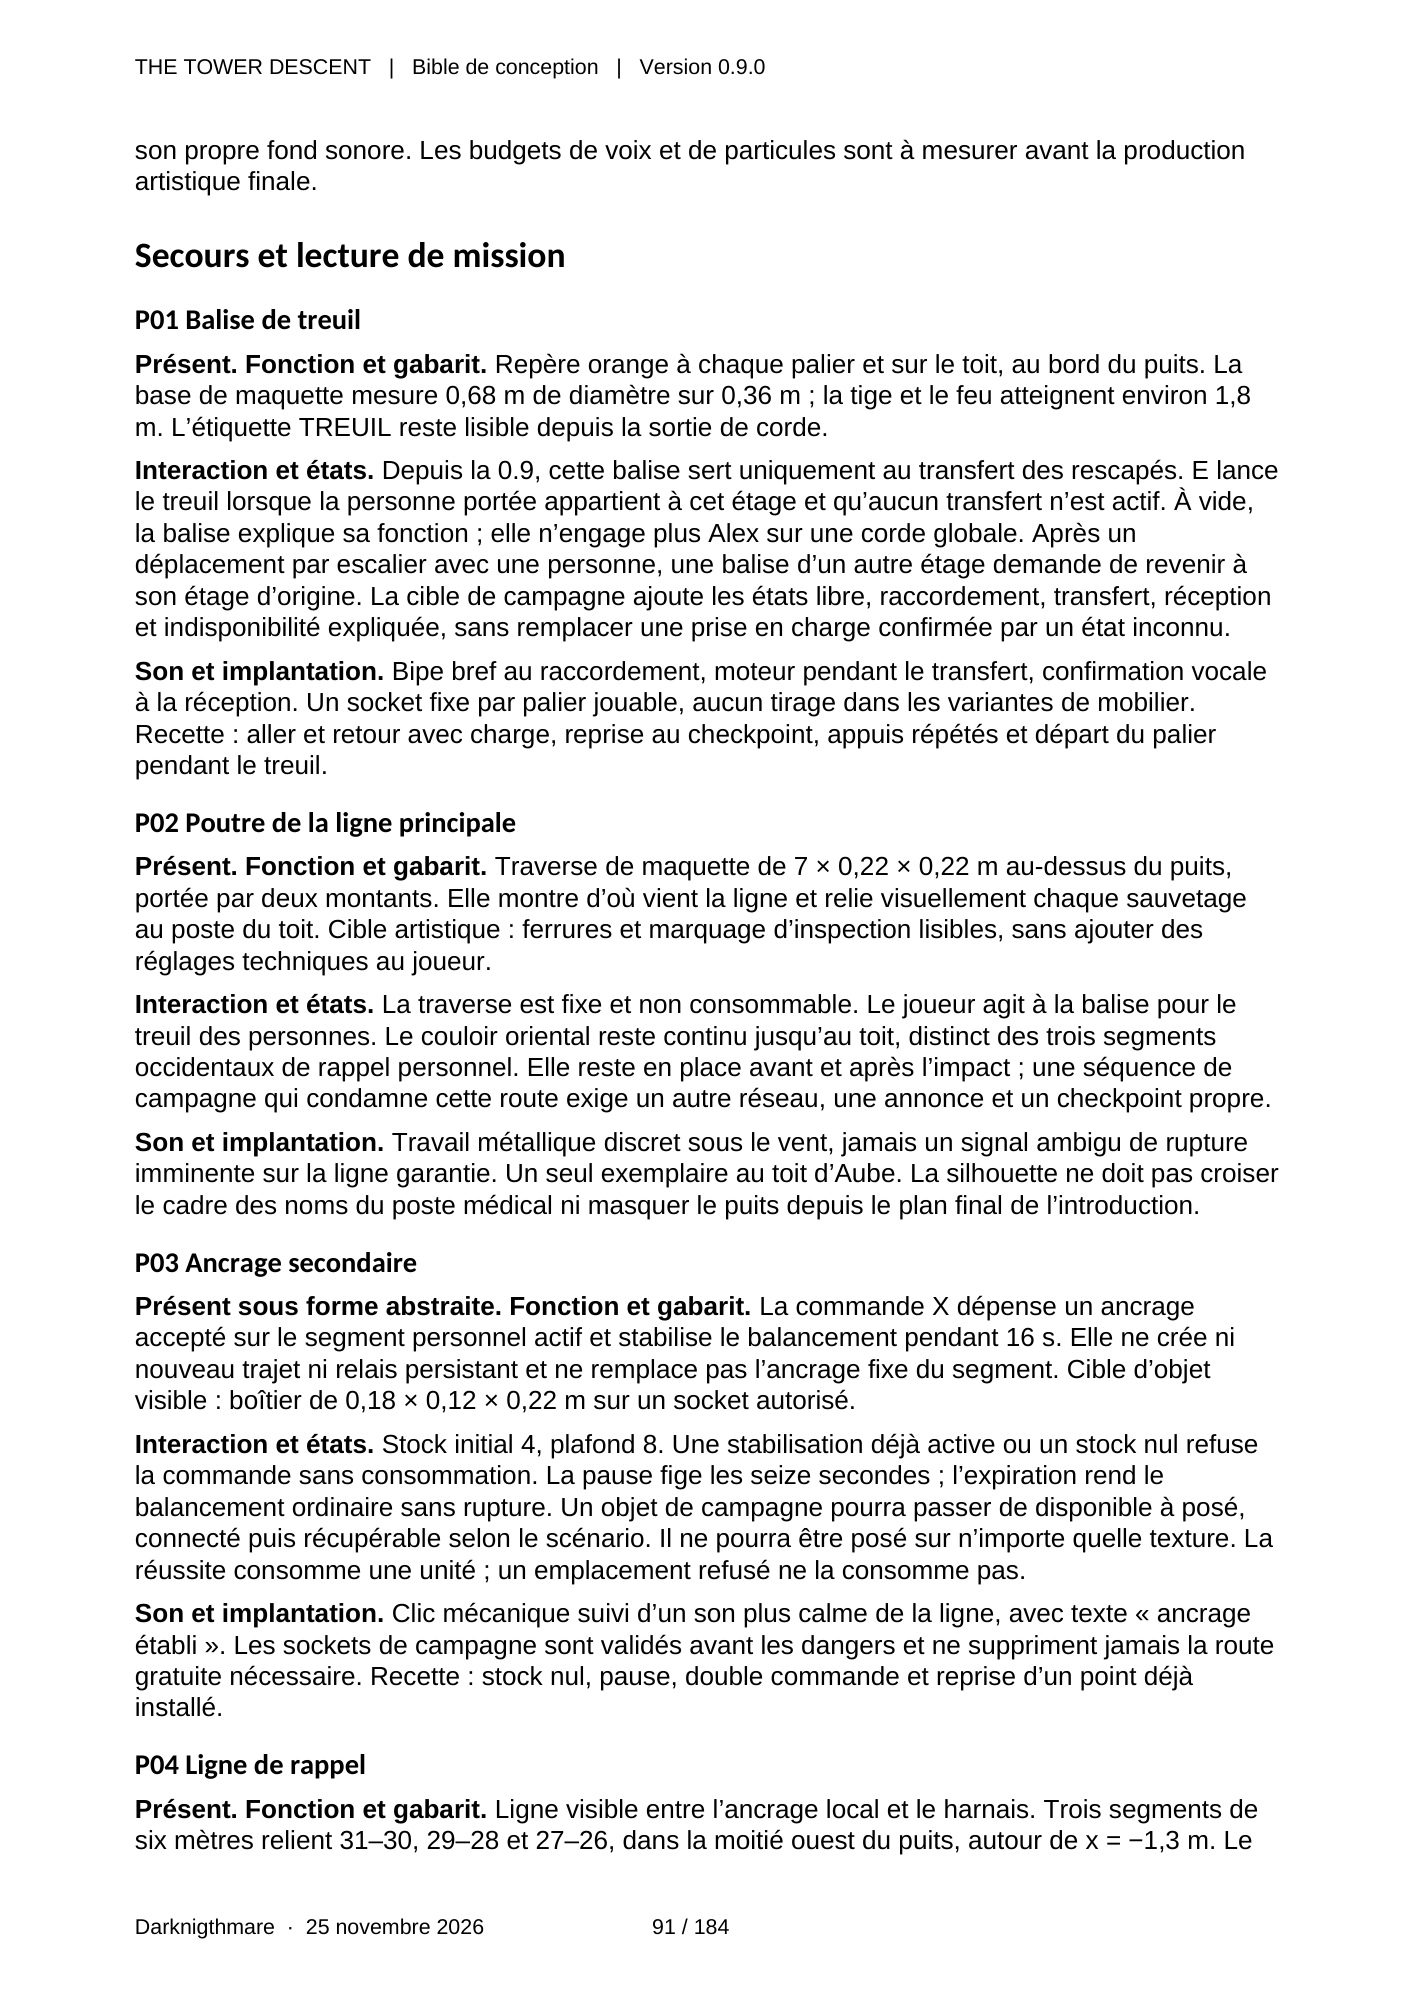 THE TOWER DESCENT | Bible de conception | Version 0.9.0
son propre fond sonore. Les budgets de voix et de particules sont à mesurer avant la production
artistique finale.
Secours et lecture de mission
P01 Balise de treuil
Présent. Fonction et gabarit. Repère orange à chaque palier et sur le toit, au bord du puits. La
base de maquette mesure 0,68 m de diamètre sur 0,36 m ; la tige et le feu atteignent environ 1,8
m. L’étiquette TREUIL reste lisible depuis la sortie de corde.
Interaction et états. Depuis la 0.9, cette balise sert uniquement au transfert des rescapés. E lance
le treuil lorsque la personne portée appartient à cet étage et qu’aucun transfert n’est actif. À vide,
la balise explique sa fonction ; elle n’engage plus Alex sur une corde globale. Après un
déplacement par escalier avec une personne, une balise d’un autre étage demande de revenir à
son étage d’origine. La cible de campagne ajoute les états libre, raccordement, transfert, réception
et indisponibilité expliquée, sans remplacer une prise en charge confirmée par un état inconnu.
Son et implantation. Bipe bref au raccordement, moteur pendant le transfert, confirmation vocale
à la réception. Un socket fixe par palier jouable, aucun tirage dans les variantes de mobilier.
Recette : aller et retour avec charge, reprise au checkpoint, appuis répétés et départ du palier
pendant le treuil.
P02 Poutre de la ligne principale
Présent. Fonction et gabarit. Traverse de maquette de 7 × 0,22 × 0,22 m au-dessus du puits,
portée par deux montants. Elle montre d’où vient la ligne et relie visuellement chaque sauvetage
au poste du toit. Cible artistique : ferrures et marquage d’inspection lisibles, sans ajouter des
réglages techniques au joueur.
Interaction et états. La traverse est fixe et non consommable. Le joueur agit à la balise pour le
treuil des personnes. Le couloir oriental reste continu jusqu’au toit, distinct des trois segments
occidentaux de rappel personnel. Elle reste en place avant et après l’impact ; une séquence de
campagne qui condamne cette route exige un autre réseau, une annonce et un checkpoint propre.
Son et implantation. Travail métallique discret sous le vent, jamais un signal ambigu de rupture
imminente sur la ligne garantie. Un seul exemplaire au toit d’Aube. La silhouette ne doit pas croiser
le cadre des noms du poste médical ni masquer le puits depuis le plan final de l’introduction.
P03 Ancrage secondaire
Présent sous forme abstraite. Fonction et gabarit. La commande X dépense un ancrage
accepté sur le segment personnel actif et stabilise le balancement pendant 16 s. Elle ne crée ni
nouveau trajet ni relais persistant et ne remplace pas l’ancrage fixe du segment. Cible d’objet
visible : boîtier de 0,18 × 0,12 × 0,22 m sur un socket autorisé.
Interaction et états. Stock initial 4, plafond 8. Une stabilisation déjà active ou un stock nul refuse
la commande sans consommation. La pause fige les seize secondes ; l’expiration rend le
balancement ordinaire sans rupture. Un objet de campagne pourra passer de disponible à posé,
connecté puis récupérable selon le scénario. Il ne pourra être posé sur n’importe quelle texture. La
réussite consomme une unité ; un emplacement refusé ne la consomme pas.
Son et implantation. Clic mécanique suivi d’un son plus calme de la ligne, avec texte « ancrage
établi ». Les sockets de campagne sont validés avant les dangers et ne suppriment jamais la route
gratuite nécessaire. Recette : stock nul, pause, double commande et reprise d’un point déjà
installé.
P04 Ligne de rappel
Présent. Fonction et gabarit. Ligne visible entre l’ancrage local et le harnais. Trois segments de
six mètres relient 31–30, 29–28 et 27–26, dans la moitié ouest du puits, autour de x = −1,3 m. Le
Darknigthmare · 25 novembre 2026 91 / 184